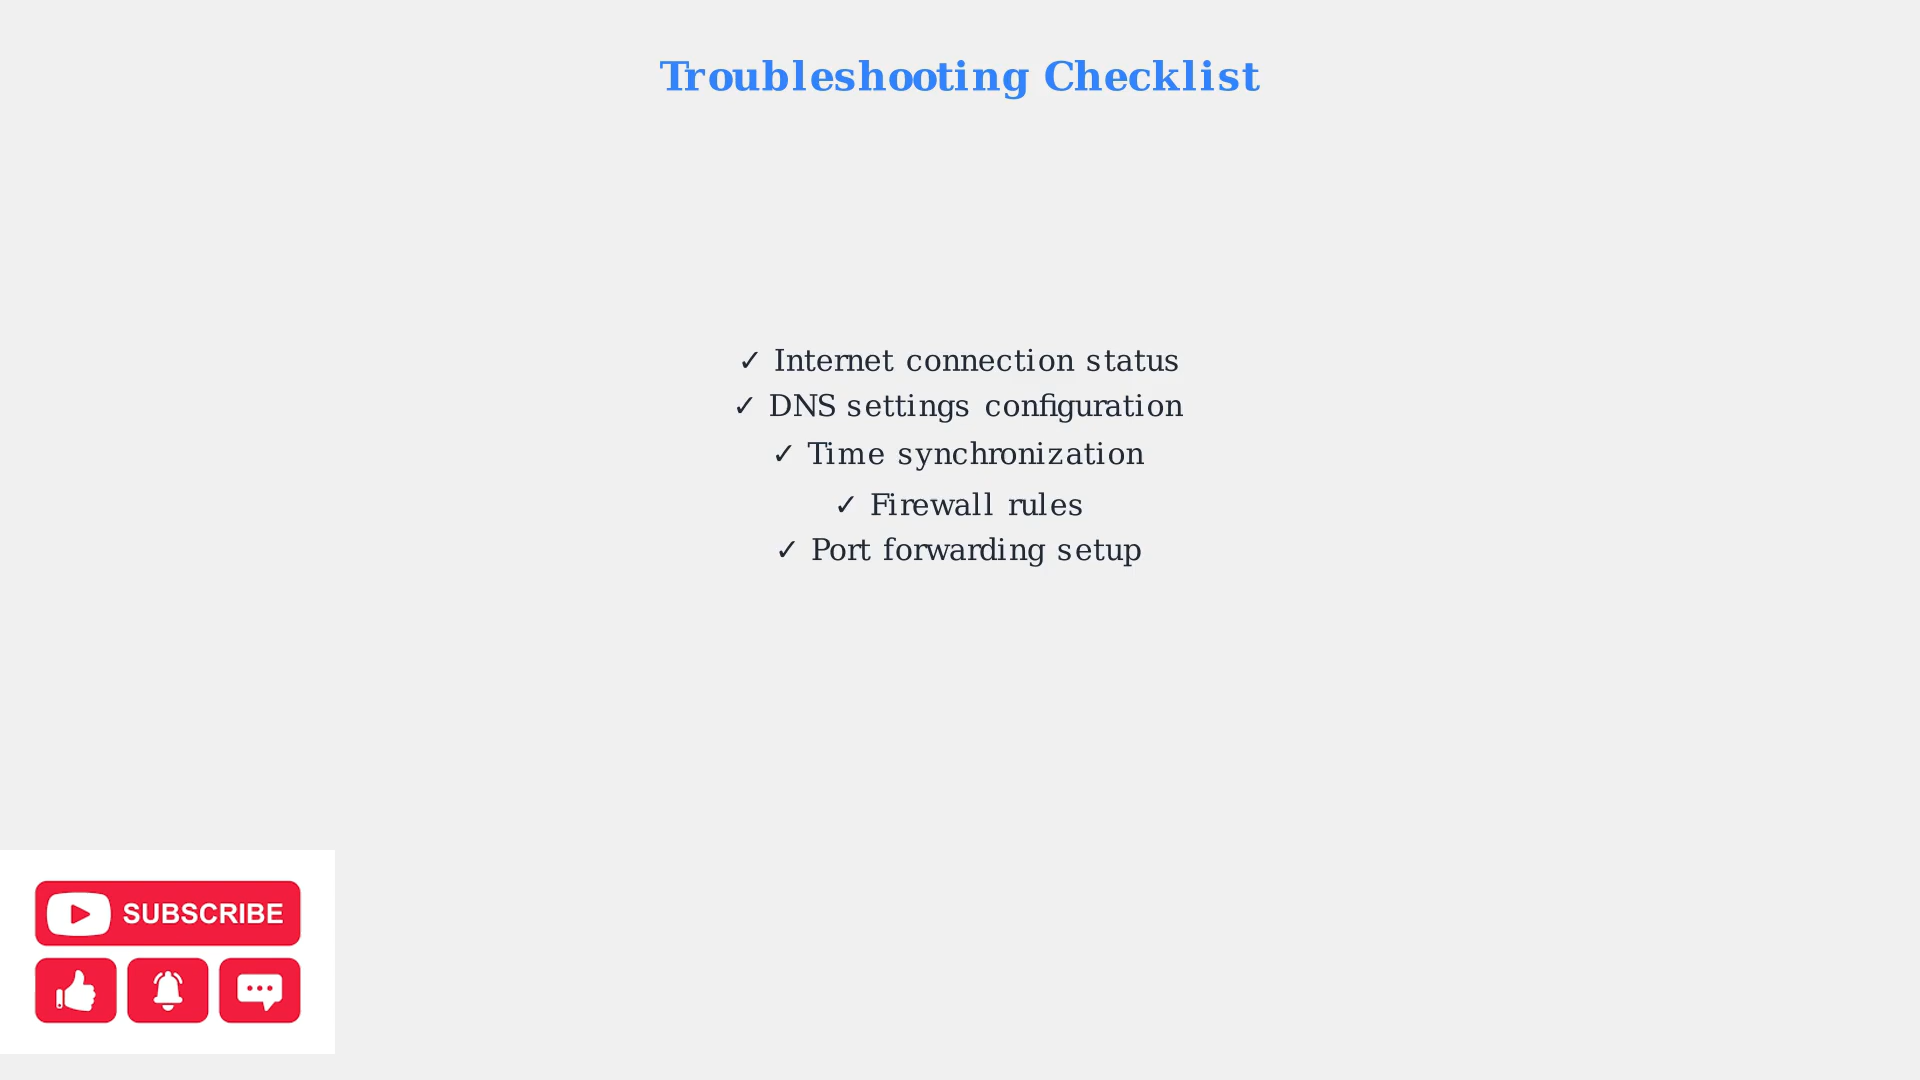 Troubleshooting Checklist
✓ Internet connection status
✓ DNS settings configuration
✓ Time synchronization
✓ Firewall rules
✓ Port forwarding setup
SUBSCRIBE